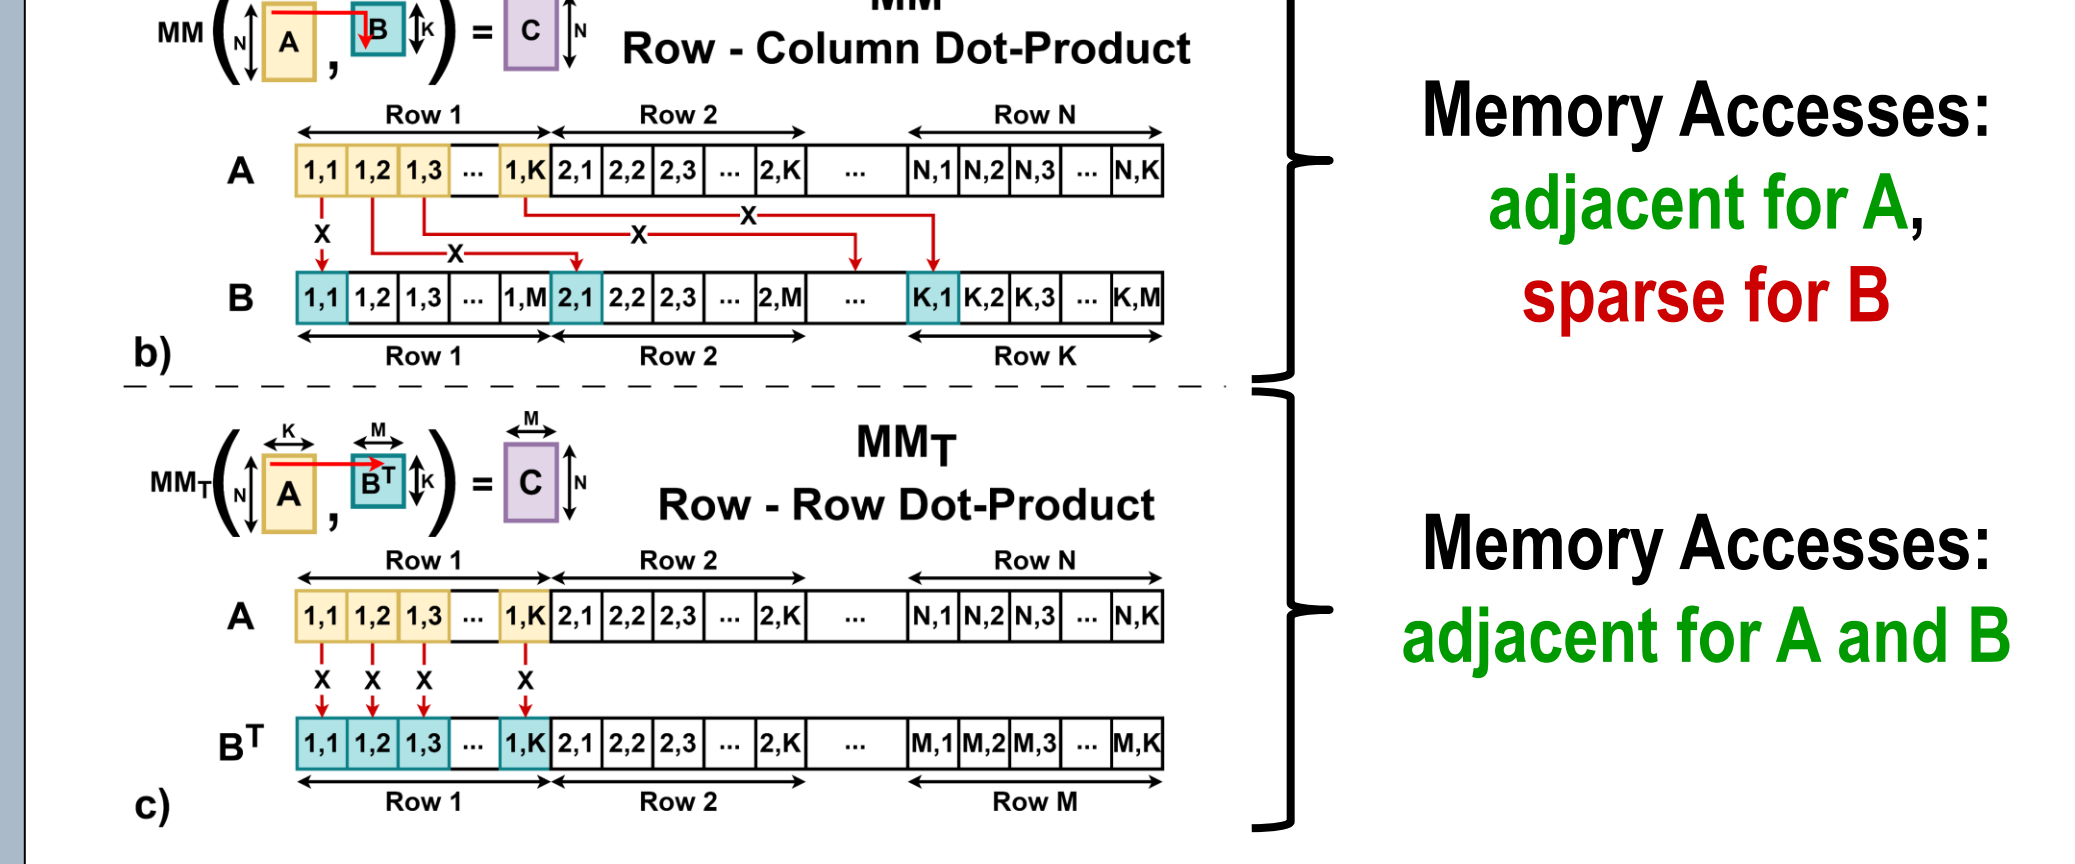 MM
MM ( N A , B K ) = C N
Row - Column Dot-Product
Memory Accesses:
adjacent for A,
sparse for B
Row 1 Row 2 Row N
A 1,1 1,2 1,3 ... 1,K 2,1 2,2 2,3 ... 2,K ... N,1 N,2 N,3 ... N,K
X
X
X
X
B 1,1 1,2 1,3 ... 1,M 2,1 2,2 2,3 ... 2,M ... K,1 K,2 K,3 ... K,M
b) Row 1 Row 2 Row K
K M M
MMT ( N A , BT K ) = C N
MMT
Row - Row Dot-Product
Memory Accesses:
adjacent for A and B
Row 1 Row 2 Row N
A 1,1 1,2 1,3 ... 1,K 2,1 2,2 2,3 ... 2,K ... N,1 N,2 N,3 ... N,K
X X X X
BT 1,1 1,2 1,3 ... 1,K 2,1 2,2 2,3 ... 2,K ... M,1 M,2 M,3 ... M,K
c) Row 1 Row 2 Row M